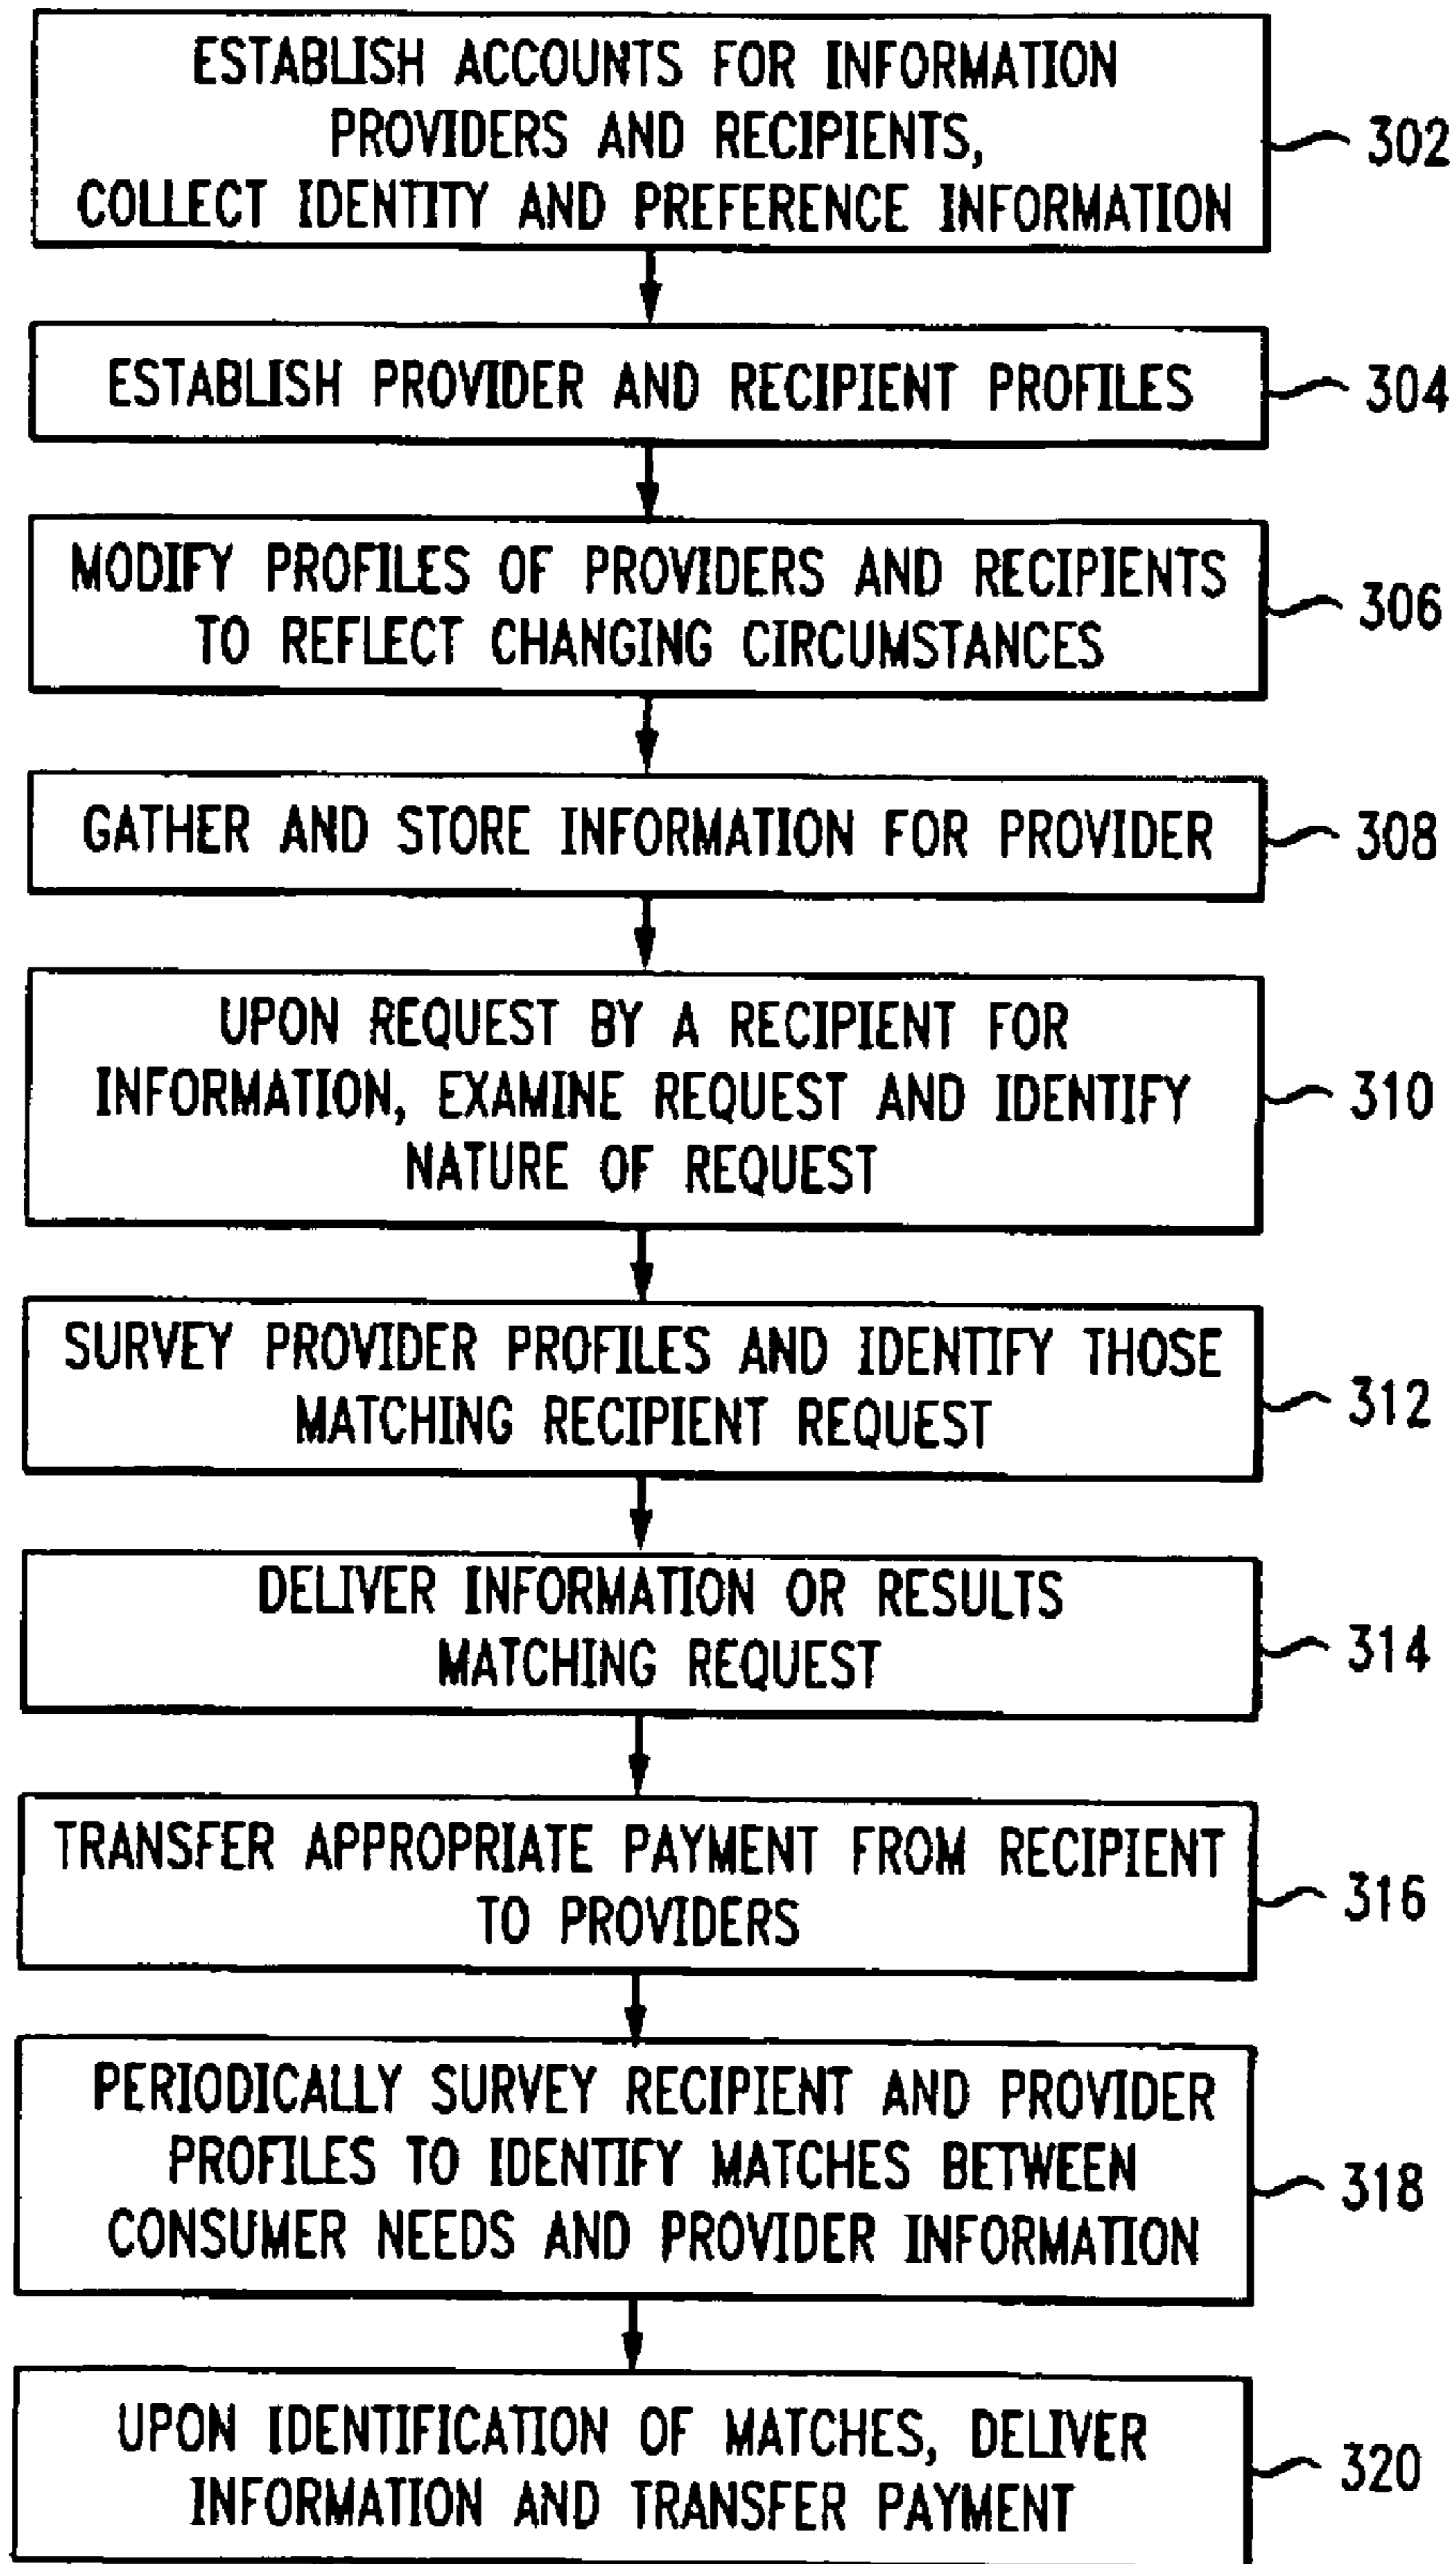 ESTABLISH ACCOUNTS FOR INFORMATION
PROVIDERS AND RECIPIENTS,
COLLECT IDENTITY AND PREFERENCE INFORMATION
302
ESTABLISH PROVIDER AND RECIPIENT PROFILES
304
MODIFY PROFILES OF PROVIDERS AND RECIPIENTS
TO REFLECT CHANGING CIRCUMSTANCES
306
GATHER AND STORE INFORMATION FOR PROVIDER
308
UPON REQUEST BY A RECIPIENT FOR
INFORMATION, EXAMINE REQUEST AND IDENTIFY
NATURE OF REQUEST
310
SURVEY PROVIDER PROFILES AND IDENTIFY THOSE
MATCHING RECIPIENT REQUEST
312
DELIVER INFORMATION OR RESULTS
MATCHING REQUEST
314
TRANSFER APPROPRIATE PAYMENT FROM RECIPIENT
TO PROVIDERS
316
PERIODICALLY SURVEY RECIPIENT AND PROVIDER
PROFILES TO IDENTIFY MATCHES BETWEEN
CONSUMER NEEDS AND PROVIDER INFORMATION
318
UPON IDENTIFICATION OF MATCHES, DELIVER
INFORMATION AND TRANSFER PAYMENT
320